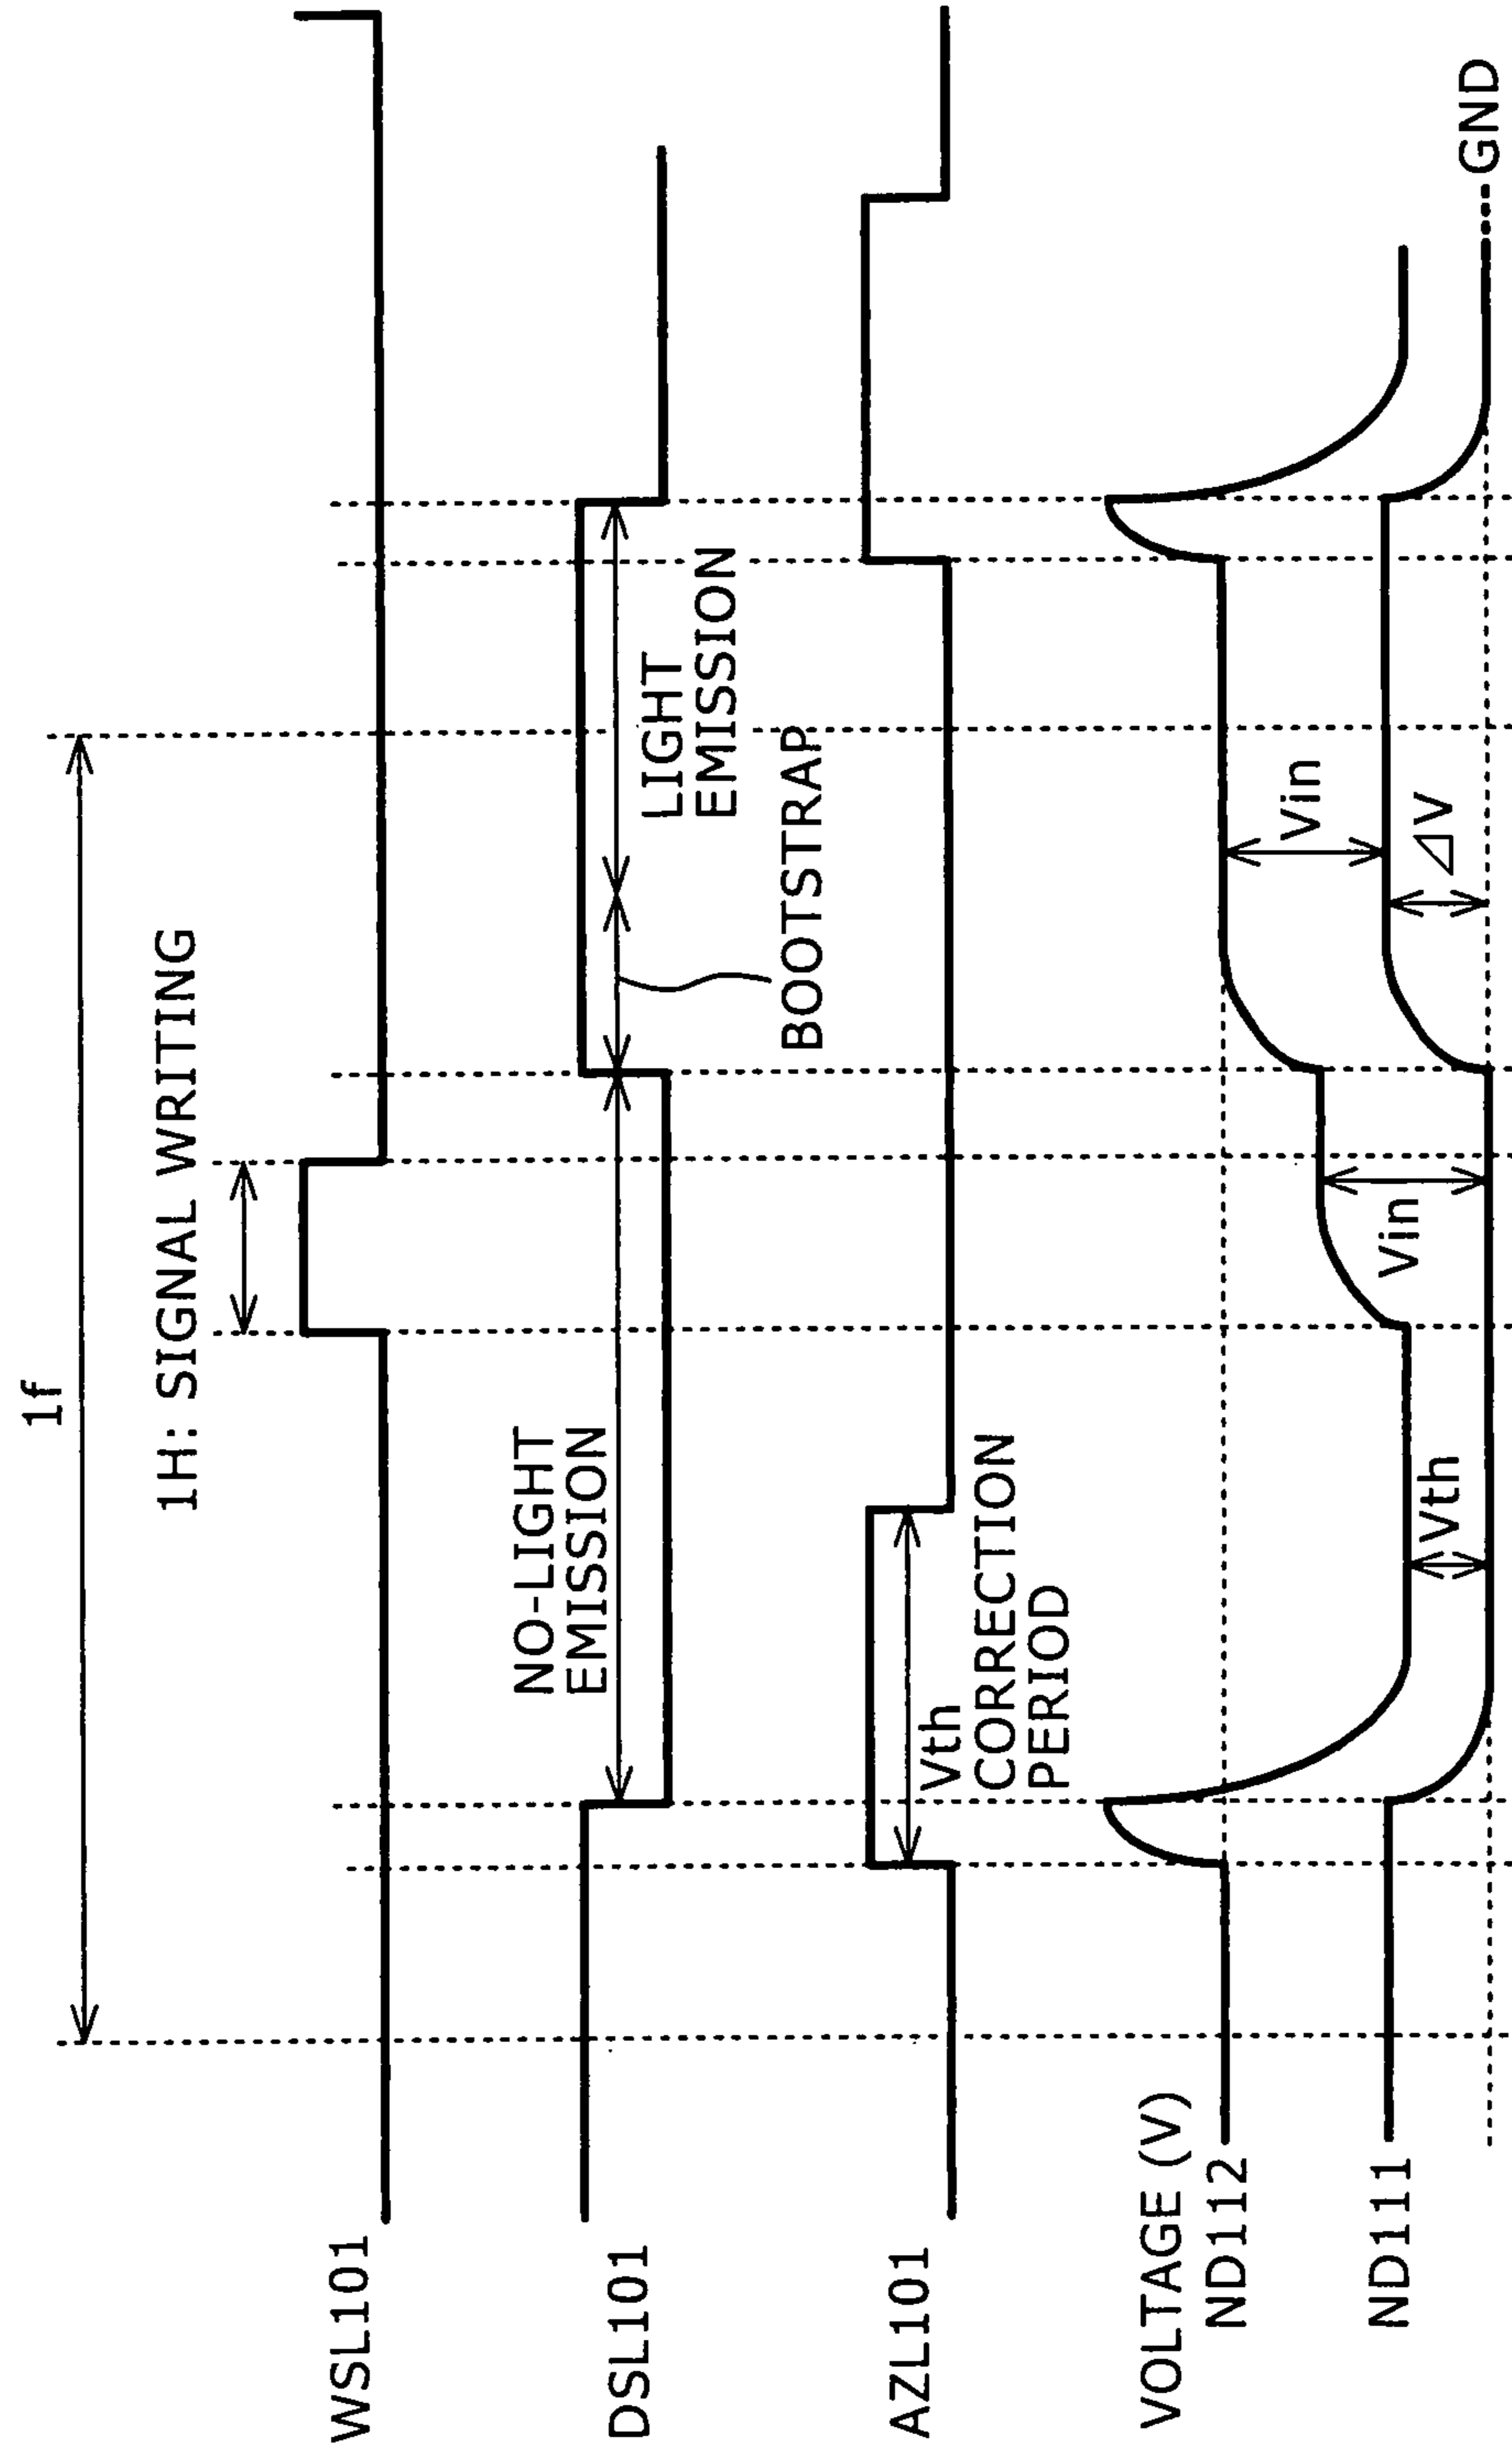 1f
1H: SIGNAL WRITING
WSL101
NO-LIGHT
EMISSION
LIGHT
EMISSION
BOOTSTRAP
DSL101
Vth
CORRECTION
PERIOD
AZL101
VOLTAGE (V)
ND112
Vin
ND111
Vth
Vin
ΔV
GND